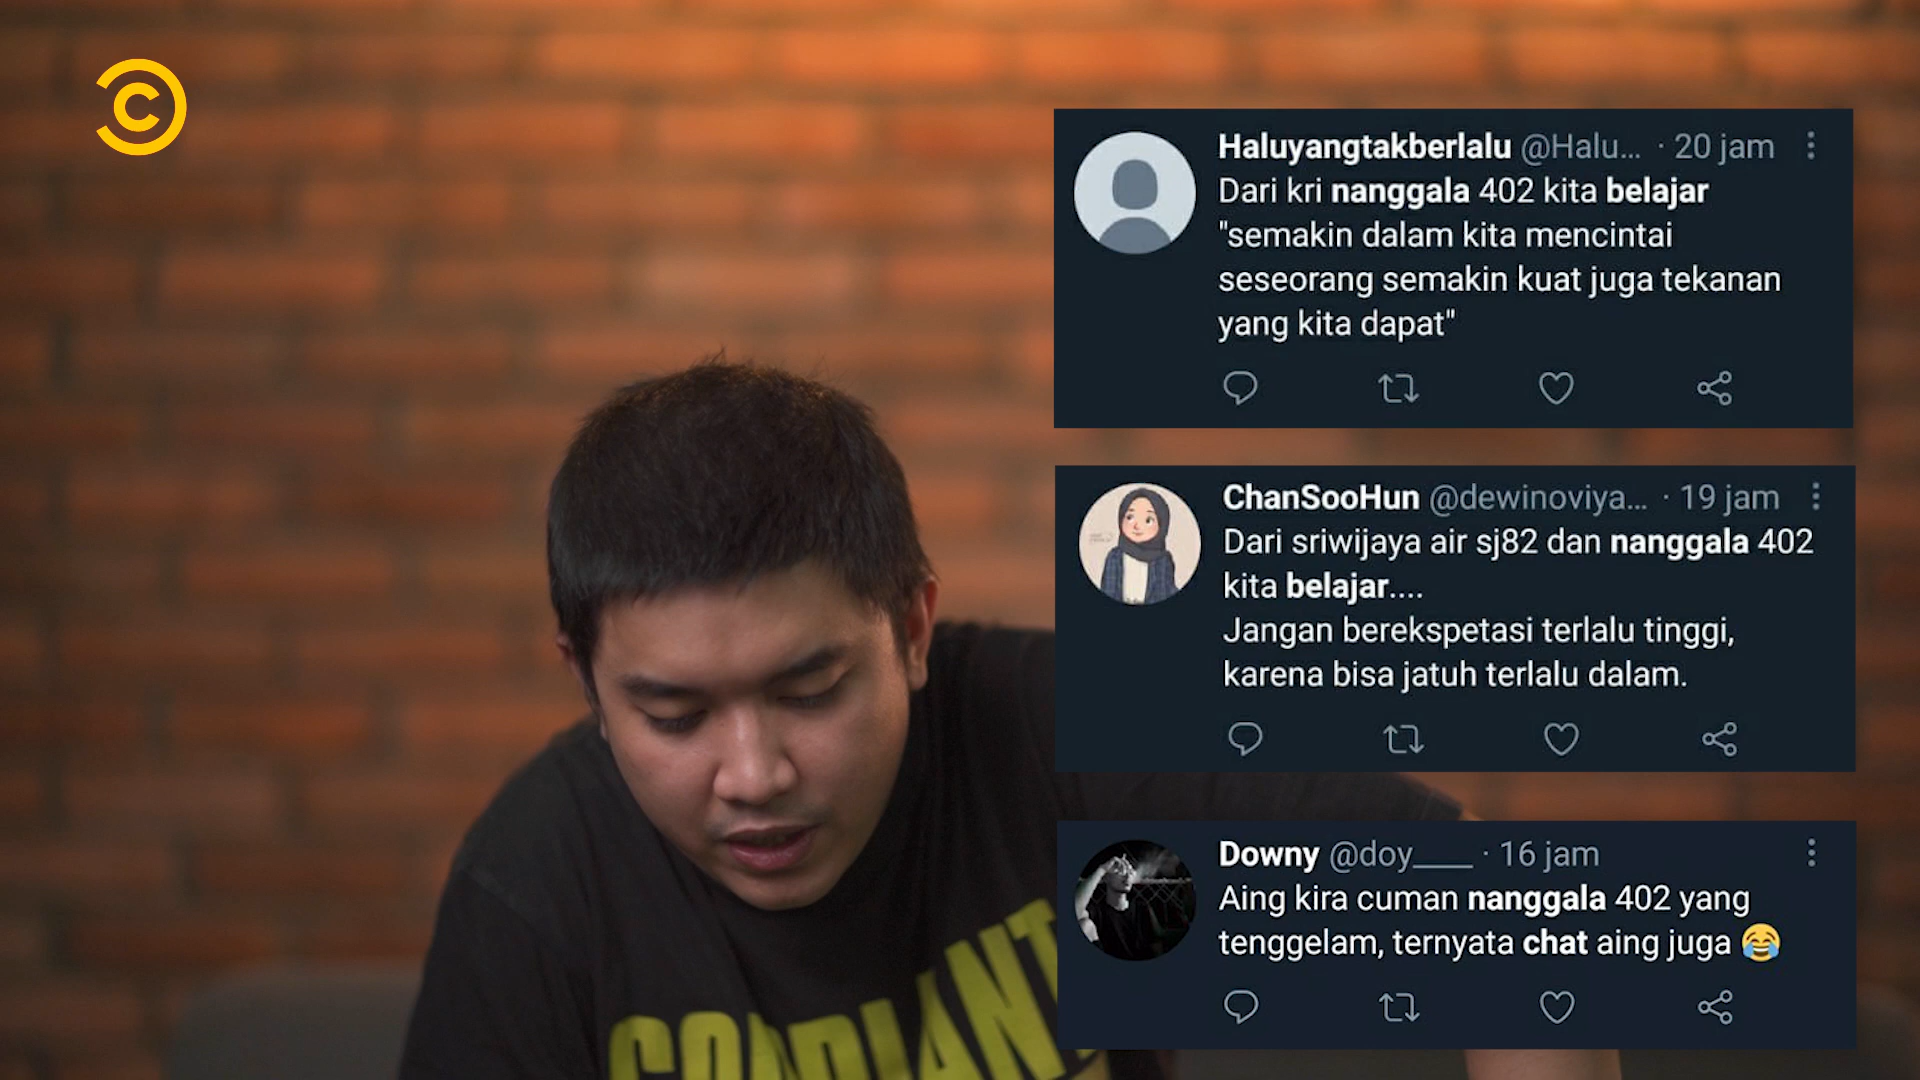 Haluyangtakberlalu @Halu... · 20 jam
Dari kri nanggala 402 kita belajar
"semakin dalam kita mencintai
seseorang semakin kuat juga tekanan
yang kita dapat"
ChanSooHun @dewinoviya... · 19 jam
Dari sriwijaya air sj82 dan nanggala 402
kita belajar....
Jangan berekspetasi terlalu tinggi,
karena bisa jatuh terlalu dalam.
Downy @doy____ · 16 jam
Aing kira cuman nanggala 402 yang
tenggelam, ternyata chat aing juga 😂